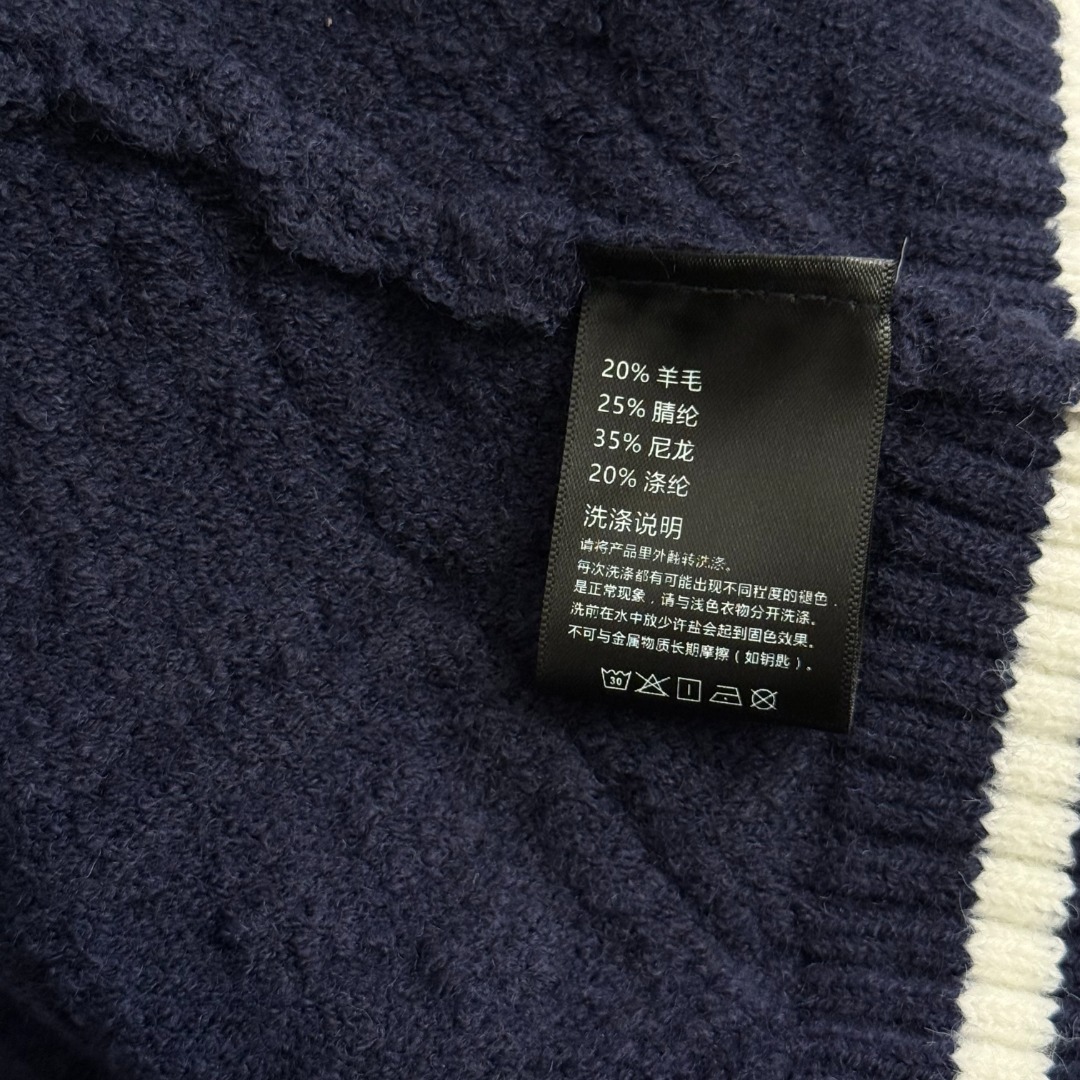 20% 羊毛
25% 腈纶
35% 尼龙
20% 涤纶
洗涤说明
请将产品里外翻转洗涤。
每次洗涤都有可能出现不同程度的褪色，
是正常现象，请与浅色衣物分开洗涤。
洗前在水中放少许盐会起到固色效果。
不可与金属物质长期摩擦（如钥匙）。
30